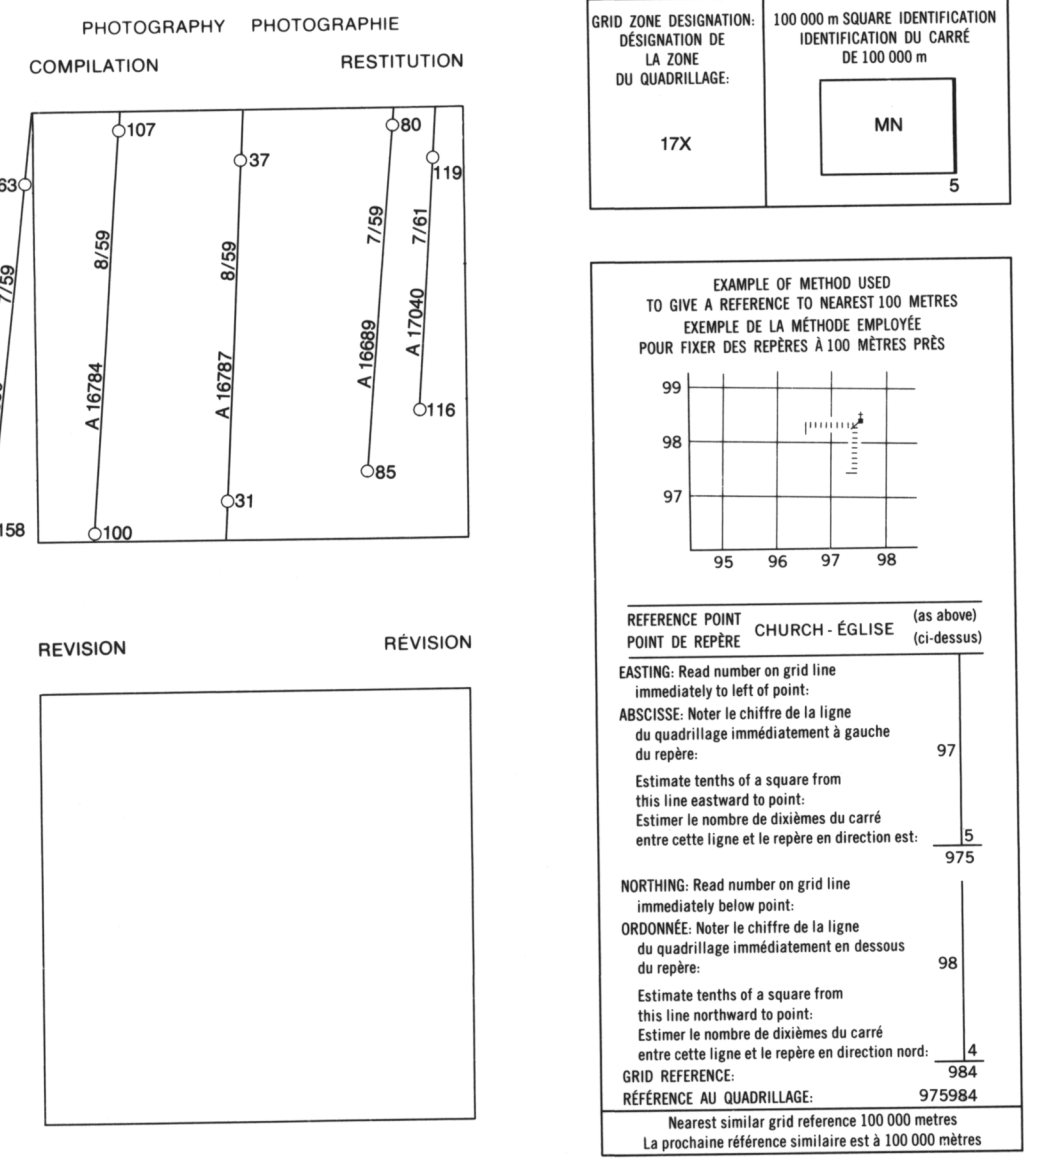 PHOTOGRAPHY PHOTOGRAPHIE
COMPILATION
RESTITUTION
107
80
37
119
63
8/59
8/59
7/59
7/61
7/59
A 16784
A 16787
A 16689
A 17040
116
85
31
158
100
REVISION
RÉVISION
GRID ZONE DESIGNATION:
DÉSIGNATION DE
LA ZONE
DU QUADRILLAGE:
17X
100 000 m SQUARE IDENTIFICATION
IDENTIFICATION DU CARRÉ
DE 100 000 m
MN
5
EXAMPLE OF METHOD USED
TO GIVE A REFERENCE TO NEAREST 100 METRES
EXEMPLE DE LA MÉTHODE EMPLOYÉE
POUR FIXER DES REPÈRES À 100 MÈTRES PRÈS
99
98
97
95 96 97 98
REFERENCE POINT
POINT DE REPÈRE
CHURCH - ÉGLISE
(as above)
(ci-dessus)
EASTING: Read number on grid line
immediately to left of point:
ABSCISSE: Noter le chiffre de la ligne
du quadrillage immédiatement à gauche
du repère: 97
Estimate tenths of a square from
this line eastward to point:
Estimer le nombre de dixièmes du carré
entre cette ligne et le repère en direction est: 5
975
NORTHING: Read number on grid line
immediately below point:
ORDONNÉE: Noter le chiffre de la ligne
du quadrillage immédiatement en dessous
du repère: 98
Estimate tenths of a square from
this line northward to point:
Estimer le nombre de dixièmes du carré
entre cette ligne et le repère en direction nord: 4
GRID REFERENCE: 984
RÉFÉRENCE AU QUADRILLAGE: 975984
Nearest similar grid reference 100 000 metres
La prochaine référence similaire est à 100 000 mètres